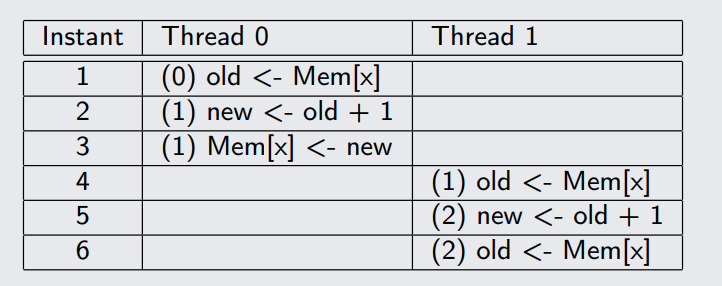 Instant Thread 0 Thread 1
1 (0) old <- Mem[x]
2 (1) new <- old + 1
3 (1) Mem[x] <- new
4 (1) old <- Mem[x]
5 (2) new <- old + 1
6 (2) old <- Mem[x]